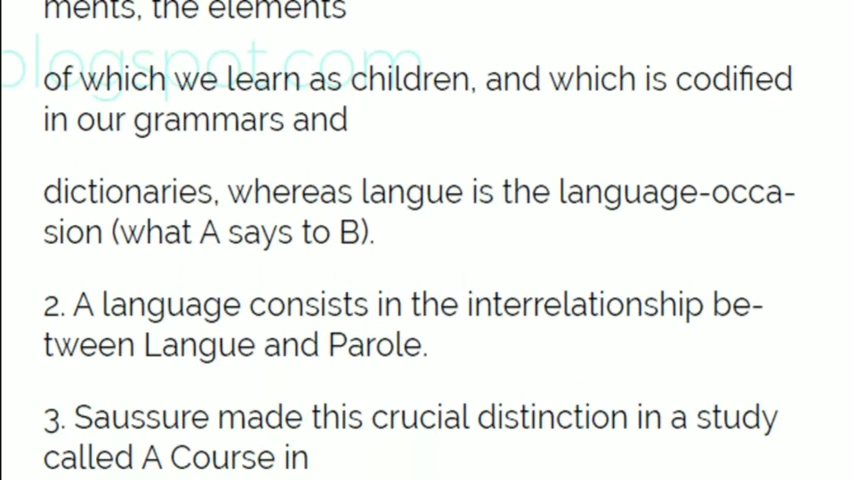 ments, the elements
blogspot.com
of which we learn as children, and which is codified
in our grammars and
dictionaries, whereas langue is the language-occa-
sion (what A says to B).
2. A language consists in the interrelationship be-
tween Langue and Parole.
3. Saussure made this crucial distinction in a study
called A Course in